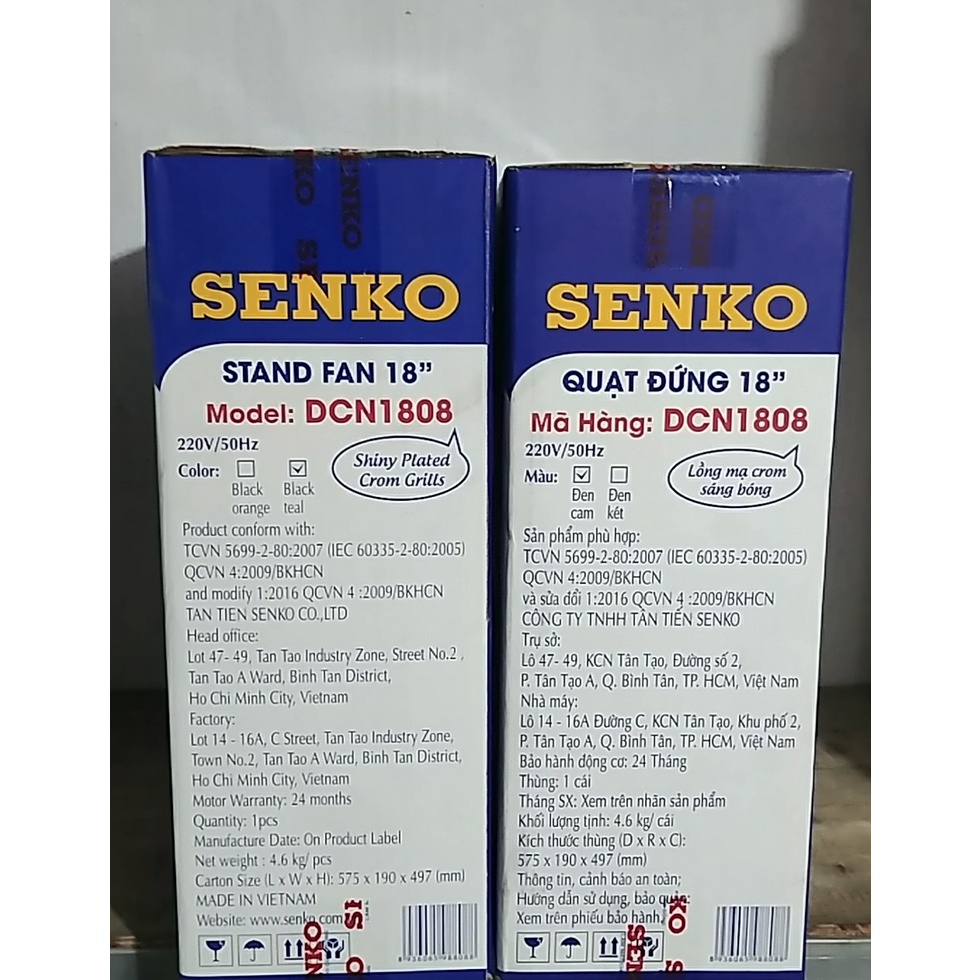 SENKO
STAND FAN 18”
Model: DCN1808
220V/50Hz
Color:
Black orange
Black teal
Shiny Plated
Crom Grills
Product conform with:
TCVN 5699-2-80:2007 (IEC 60335-2-80:2005)
QCVN 4:2009/BKHCN
and modify 1:2016 QCVN 4 :2009/BKHCN
TAN TIEN SENKO CO.,LTD
Head office:
Lot 47- 49, Tan Tao Industry Zone, Street No.2 ,
Tan Tao A Ward, Binh Tan District,
Ho Chi Minh City, Vietnam
Factory:
Lot 14 - 16A, C Street, Tan Tao Industry Zone,
Town No.2, Tan Tao A Ward, Binh Tan District,
Ho Chi Minh City, Vietnam
Motor Warranty: 24 months
Quantity: 1pcs
Manufacture Date: On Product Label
Net weight : 4.6 kg/ pcs
Carton Size (L x W x H): 575 x 190 x 497 (mm)
MADE IN VIETNAM
Website: www.senko.com
SENKO
SENKO
QUẠT ĐỨNG 18”
Mã Hàng: DCN1808
220V/50Hz
Màu:
Đen cam
Đen két
Lồng mạ crom
sáng bóng
Sản phẩm phù hợp:
TCVN 5699-2-80:2007 (IEC 60335-2-80:2005)
QCVN 4:2009/BKHCN
và sửa đổi 1:2016 QCVN 4 :2009/BKHCN
CÔNG TY TNHH TÂN TIẾN SENKO
Trụ sở:
Lô 47- 49, KCN Tân Tạo, Đường số 2,
P. Tân Tạo A, Q. Bình Tân, TP. HCM, Việt Nam
Nhà máy:
Lô 14 - 16A Đường C, KCN Tân Tạo, Khu phố 2,
P. Tân Tạo A, Q. Bình Tân, TP. HCM, Việt Nam
Bảo hành động cơ: 24 Tháng
Thùng: 1 cái
Tháng SX: Xem trên nhãn sản phẩm
Khối lượng tịnh: 4.6 kg/ cái
Kích thước thùng (D x R x C):
575 x 190 x 497 (mm)
Thông tin, cảnh báo an toàn;
Hướng dẫn sử dụng, bảo quản:
Xem trên phiếu bảo hành.